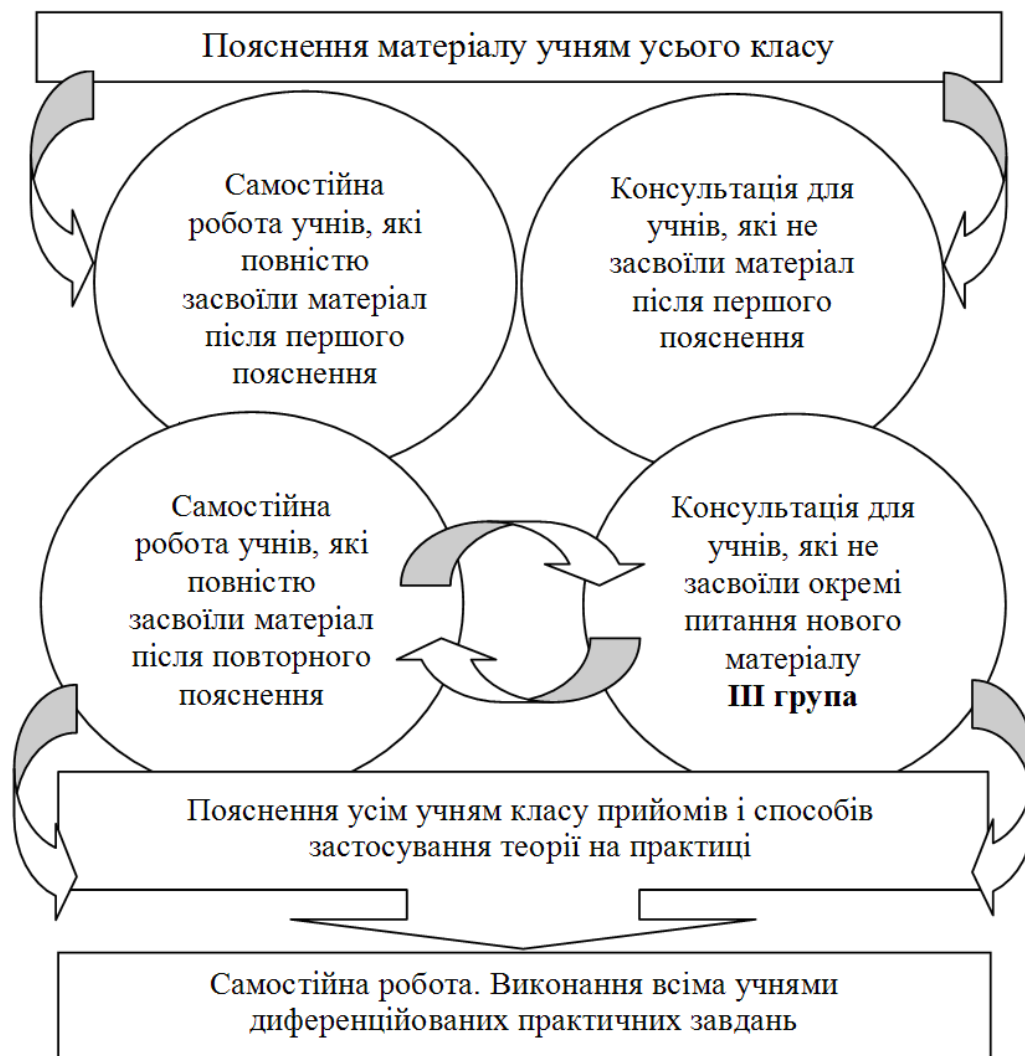 Пояснення матеріалу учням усього класу
Самостійна
робота учнів, які
повністю
засвоїли матеріал
після першого
пояснення
Консультація для
учнів, які не
засвоїли матеріал
після першого
пояснення
Самостійна
робота учнів, які
повністю
засвоїли матеріал
після повторного
пояснення
Консультація для
учнів, які не
засвоїли окремі
питання нового
матеріалу
ІІІ група
Пояснення усім учням класу прийомів і способів
застосування теорії на практиці
Самостійна робота. Виконання всіма учнями
диференційованих практичних завдань